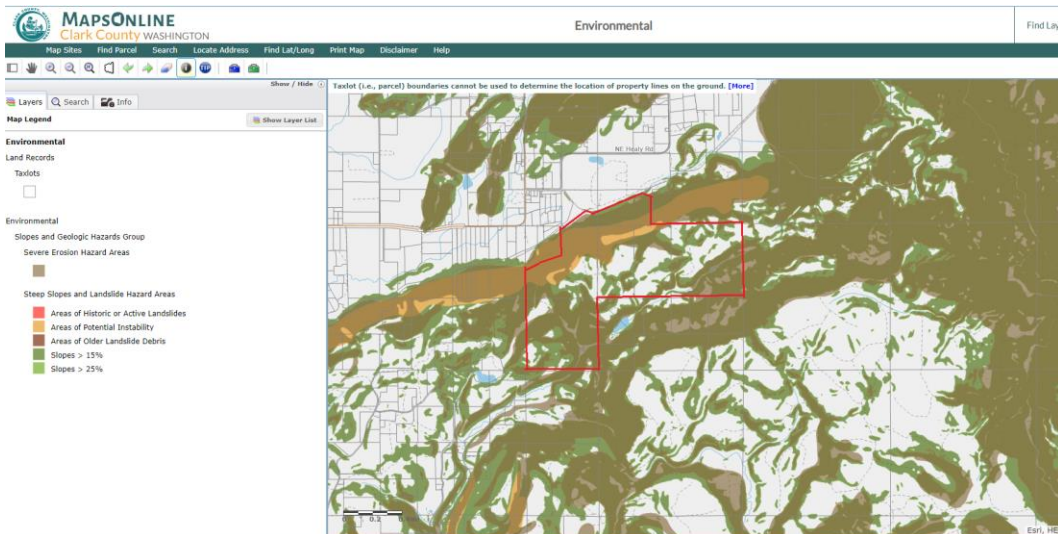 MAPSONLINE
Clark County WASHINGTON
Environmental
Find Lay
Map Sites Find Parcel Search Locate Address Find Lat/Long Print Map Disclaimer Help
Show / Hide
Layers Search Info
Map Legend
Show Layer List
Taxlot (i.e., parcel) boundaries cannot be used to determine the location of property lines on the ground. [More]
Environmental
Land Records
Taxlots
Environmental
Slopes and Geologic Hazards Group
Severe Erosion Hazard Areas
Steep Slopes and Landslide Hazard Areas
Areas of Historic or Active Landslides
Areas of Potential Instability
Areas of Older Landslide Debris
Slopes > 15%
Slopes > 25%
NE Healy Rd
0.2
Esri, HE